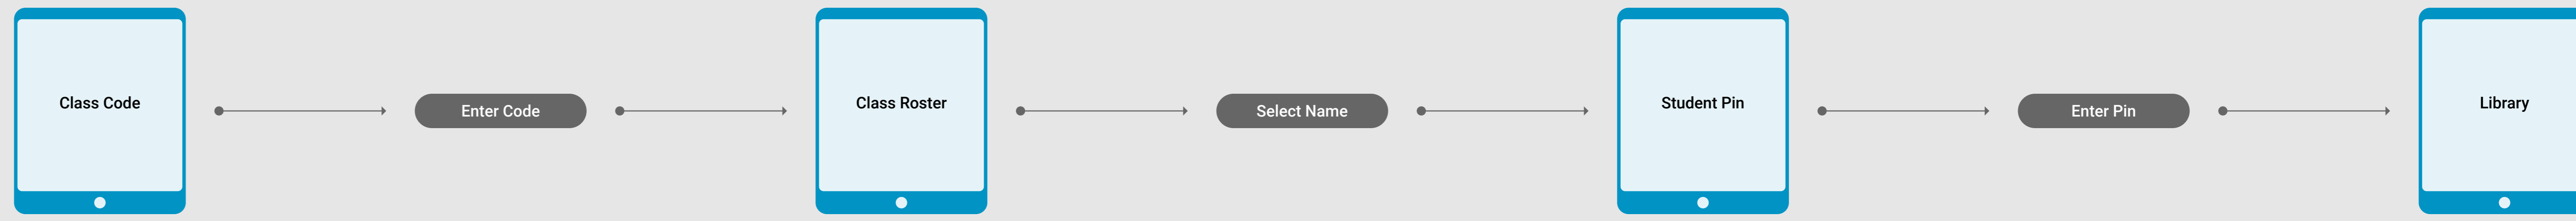 Class Code
Enter Code
Class Roster
Select Name
Student Pin
Enter Pin
Library